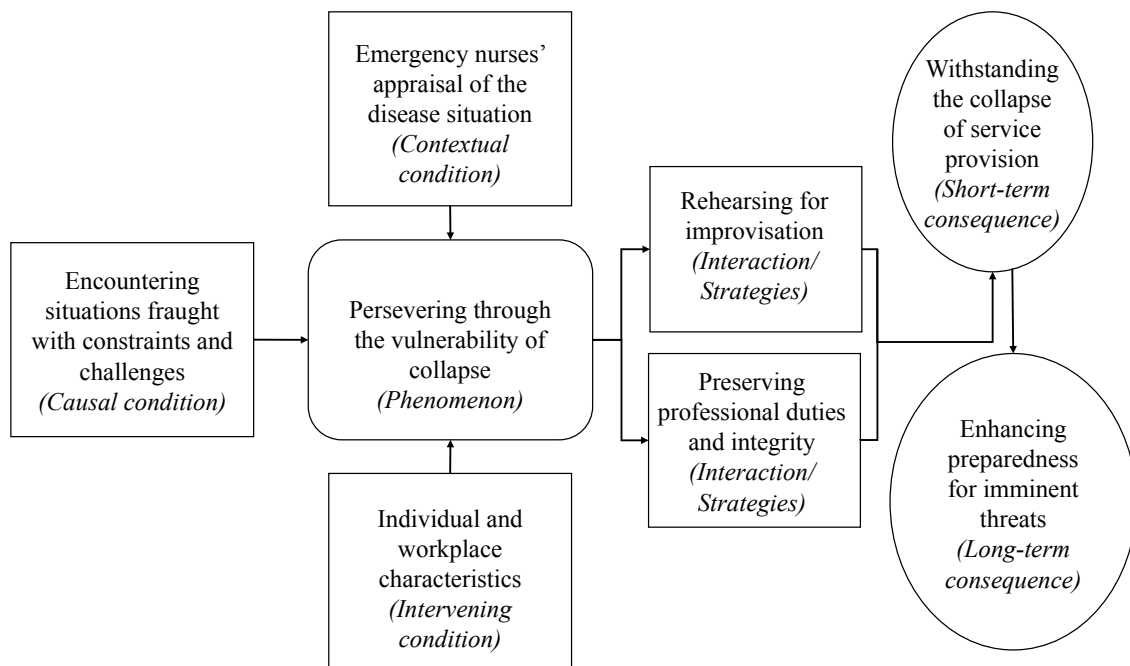 Encountering
situations fraught
with constraints and
challenges
(Causal condition)
Emergency nurses’
appraisal of the
disease situation
(Contextual
condition)
Persevering through
the vulnerability of
collapse
(Phenomenon)
Individual and
workplace
characteristics
(Intervening
condition)
Rehearsing for
improvisation
(Interaction/
Strategies)
Preserving
professional duties
and integrity
(Interaction/
Strategies)
Withstanding
the collapse
of service
provision
(Short-term
consequence)
Enhancing
preparedness
for imminent
threats
(Long-term
consequence)